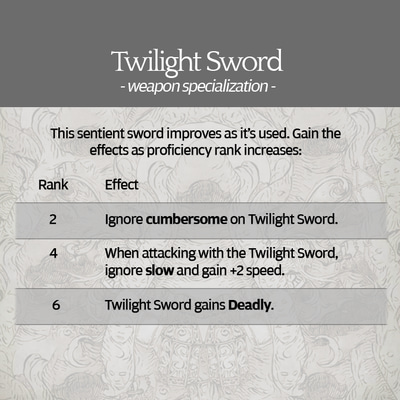 Twilight Sword
- weapon specialization -
This sentient sword improves as it's used. Gain the
effects as proficiency rank increases:
Rank Effect
2 Ignore cumbersome on Twilight Sword.
4 When attacking with the Twilight Sword,
ignore slow and gain +2 speed.
6 Twilight Sword gains Deadly.